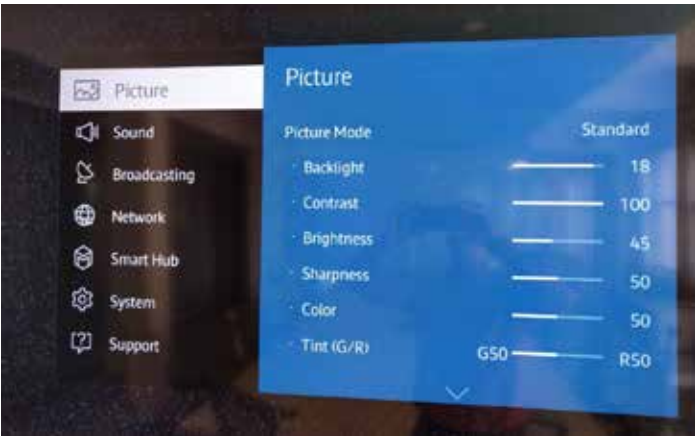 Picture
Sound
Broadcasting
Network
Smart Hub
System
[?] Support
Picture
Picture Mode Standard
· Backlight 18
· Contrast 100
· Brightness 45
· Sharpness 50
· Color 50
· Tint (G/R) G50 R50